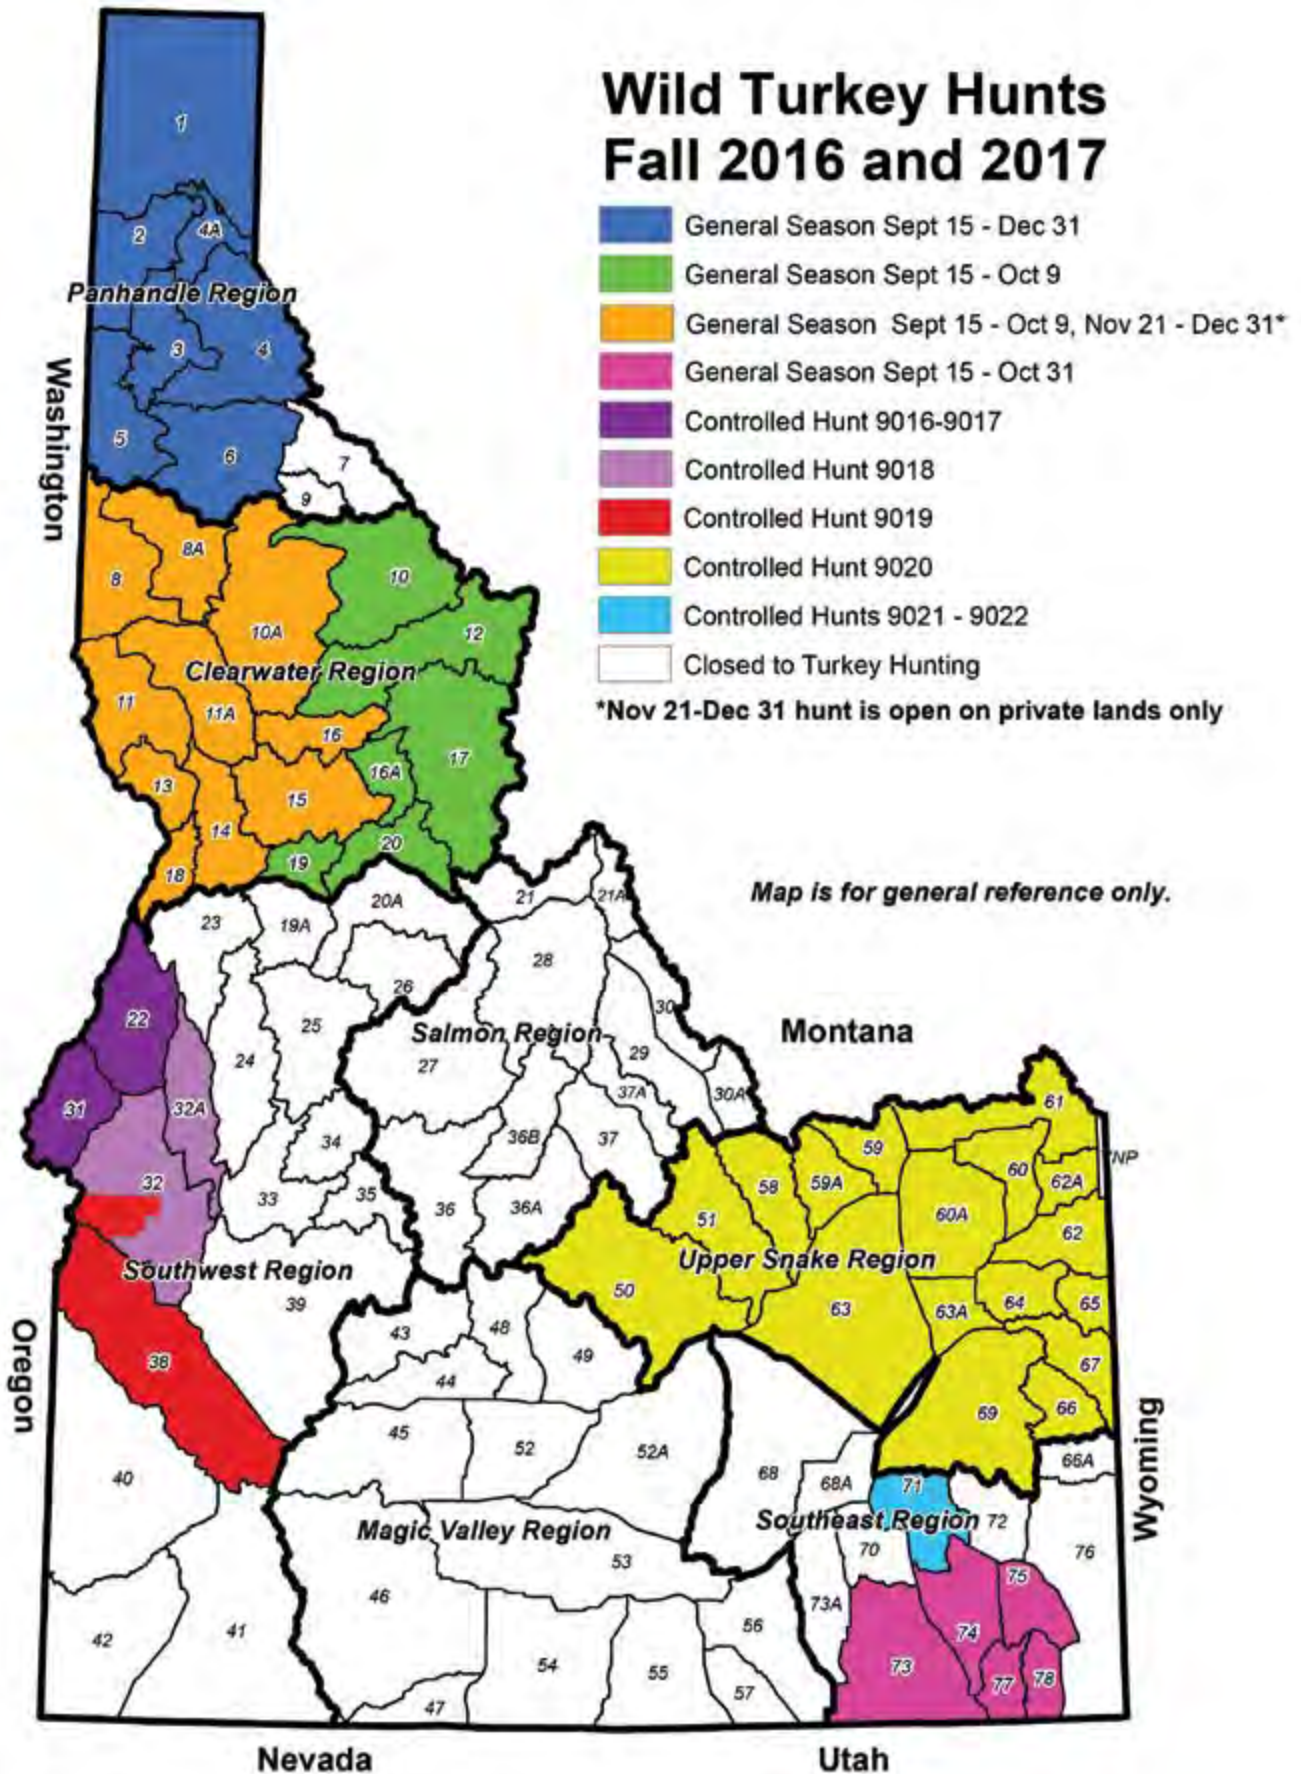 Wild Turkey Hunts
Fall 2016 and 2017
General Season Sept 15 - Dec 31
General Season Sept 15 - Oct 9
General Season Sept 15 - Oct 9, Nov 21 - Dec 31*
General Season Sept 15 - Oct 31
Controlled Hunt 9016-9017
Controlled Hunt 9018
Controlled Hunt 9019
Controlled Hunt 9020
Controlled Hunts 9021 - 9022
Closed to Turkey Hunting
*Nov 21-Dec 31 hunt is open on private lands only
Map is for general reference only.
1
2
4A
Panhandle Region
3
4
5
6
7
9
Washington
8A
8
10
10A
12
Clearwater Region
11
11A
16
17
16A
13
15
14
20
19
18
21
21A
20A
23
19A
28
26
30
22
25
Salmon Region
Montana
24
27
29
37A
30A
31
32A
61
34
36B
37
59
60
NP
32
33
35
36
36A
58
59A
62A
51
60A
62
Southwest Region
Upper Snake Region
39
50
63
63A
64
65
Oregon
43
48
49
38
44
67
69
66
45
52
52A
66A
40
68
68A
71
Wyoming
Magic Valley Region
Southeast Region
72
53
70
76
46
75
73A
42
41
56
74
54
55
57
73
77
78
47
Nevada
Utah